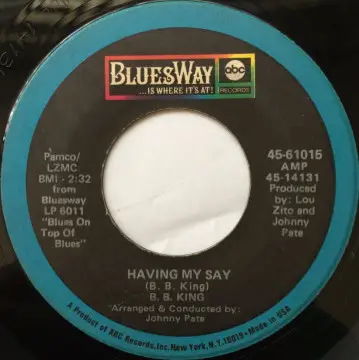 BLUESWAY
...IS WHERE IT'S AT!
abc
RECORDS
Pamco/
LZMC
BMI - 2:32
from
Bluesway
LP 6011
"Blues On
Top Of
Blues"
45-61015
AMP
45-14131
Produced
by: Lou
Zito and
Johnny
Pate
HAVING MY SAY
(B. B. King)
B. B. KING
Arranged & Conducted by:
Johnny Pate
A Product of ABC Records, Inc. New York, N.Y. 10019 • Made in USA